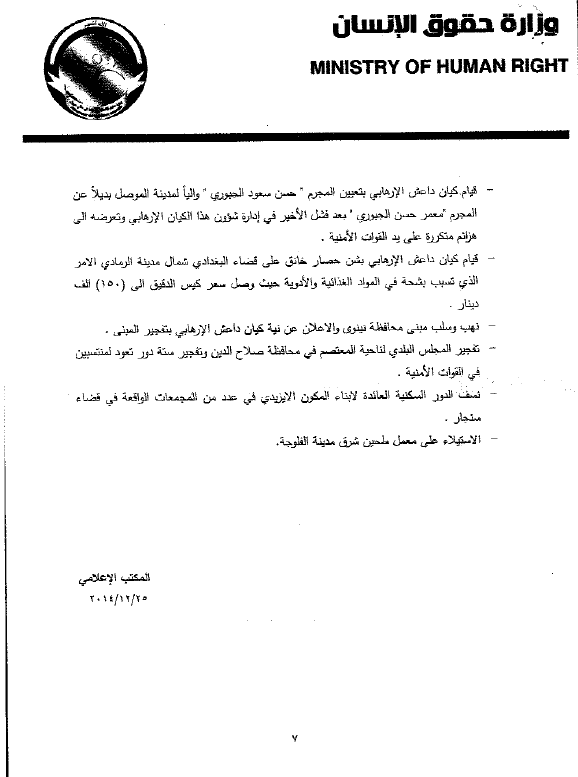 وزارة حقوق الإنسان
MINISTRY OF HUMAN RIGHT
- قيام كيان داعش الإرهابي بتعيين المجرم " حسن سعود الجبوري " والياً لمدينة الموصل بديلاً عن
المجرم "معمر حسن الجبوري " بعد فشل الأخير في إدارة شؤون هذا الكيان الإرهابي وتعرضه الى
هزائم متكررة على يد القوات الأمنية .
- قيام كيان داعش الإرهابي بشن حصار خانق على قضاء البغدادي شمال مدينة الرمادي الامر
الذي تسبب بشحة في المواد الغذائية والأدوية حيث وصل سعر كيس الدقيق الى (١٥٠) الف
دينار .
- نهب وسلب مبنى محافظة نينوى والاعلان عن نية كيان داعش الإرهابي بتفجير المبنى .
- تفجير المجلس البلدي لناحية المعتصم في محافظة صلاح الدين وتفجير ستة دور تعود لمنتسبين
في القوات الأمنية .
- نسف الدور السكنية العائدة لابناء المكون الايزيدي في عدد من المجمعات الواقعة في قضاء
سنجار .
- الاستيلاء على معمل ملحين شرق مدينة الفلوجة.
المكتب الإعلامي
٢٠١٤/١٢/٢٥
٧